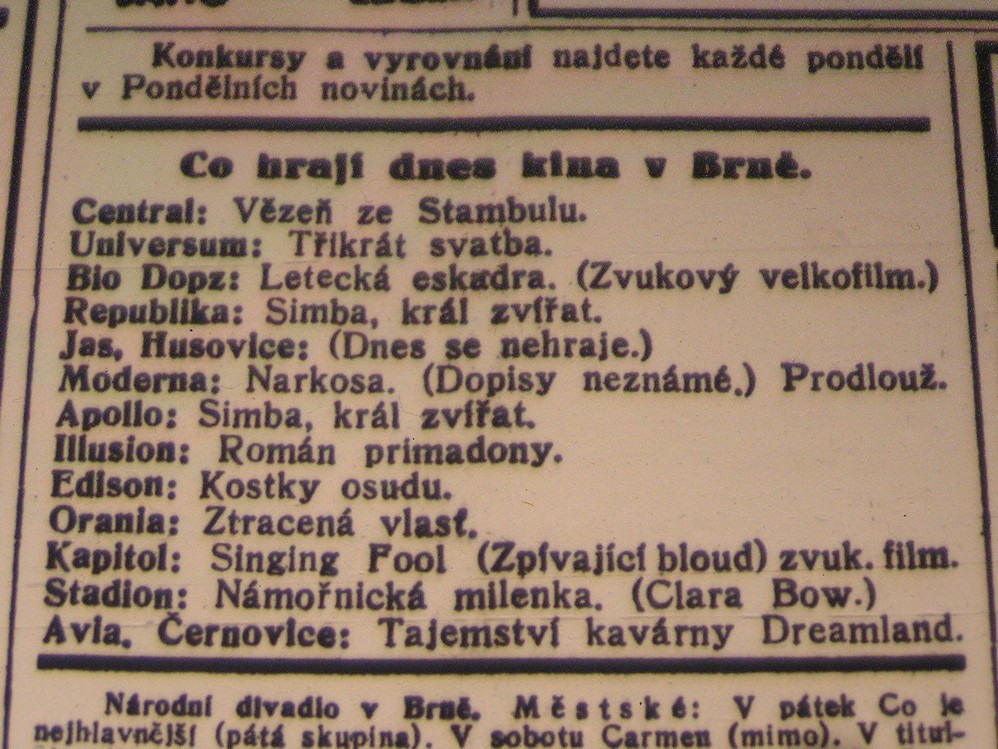 Konkursy a vyrovnání najdete každé pondělí
v Pondělních novinách.
Co hrají dnes kina v Brně.
Central: Vězeň ze Stambulu.
Universum: Třikrát svatba.
Bio Dopz: Letecká eskadra. (Zvukový velkofilm.)
Republika: Simba, král zvířat.
Jas, Husovice: (Dnes se nehraje.)
Moderna: Narkosa. (Dopisy neznámé.) Prodlouž.
Apollo: Simba, král zvířat.
Illusion: Román primadony.
Edison: Kostky osudu.
Orania: Ztracená vlasť.
Kapitol: Singing Fool (Zpívající bloud) zvuk. film.
Stadion: Námořnická milenka. (Clara Bow.)
Avia, Černovice: Tajemství kavárny Dreamland.
Národní divadlo v Brně. Městské: V pátek Co je
nejhlavnější (pátá skupina). V sobotu Carmen (mimo). V titul-